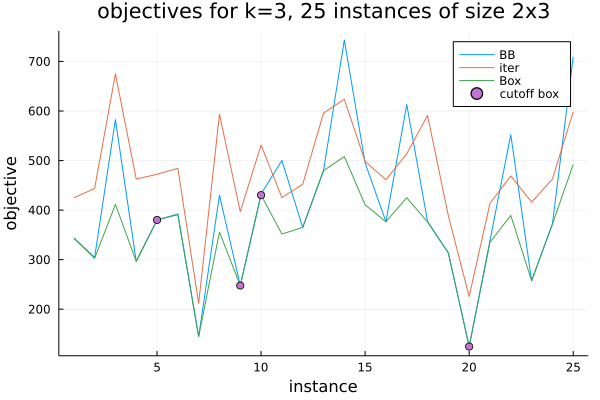 objectives for k=3, 25 instances of size 2x3
BB
iter
Box
cutoff box
objective
700
600
500
400
300
200
5
10
15
20
25
instance